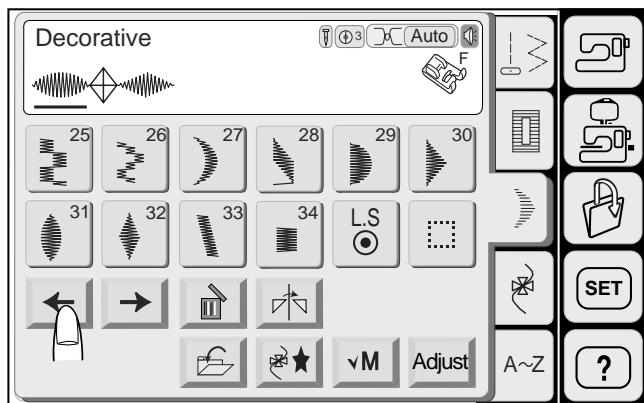 Decorative 3 Auto
F
25 26 27 28 29 30
31 32 33 34 L.S
SET
M Adjust A~Z ?